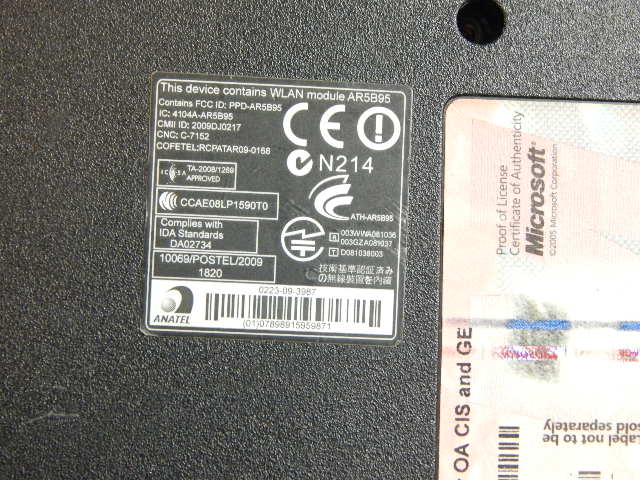 This device contains WLAN module AR5B95
Contains FCC ID: PPD-AR5B95
IC: 4104A-AR5B95
CMII ID: 2009DJ0217
CNC: C-7152
COFETEL:RCPATAR09-0168
CE
N214
TA-2008/1269
APPROVED
ATH-AR5B95
CCAE08LP1590T0
Complies with
IDA Standards
DA02734
R 003WWA081036
003GZA089037
T D081038003
10069/POSTEL/2009
1820
技術基準認証済み
の無線装置を内蔵
ANATEL
0223-09-3987
(01)07898915959871
Proof of License
Certificate of Authenticity
Microsoft
©2005 Microsoft Corporation
OA CIS and GE
Label not to be
sold separately